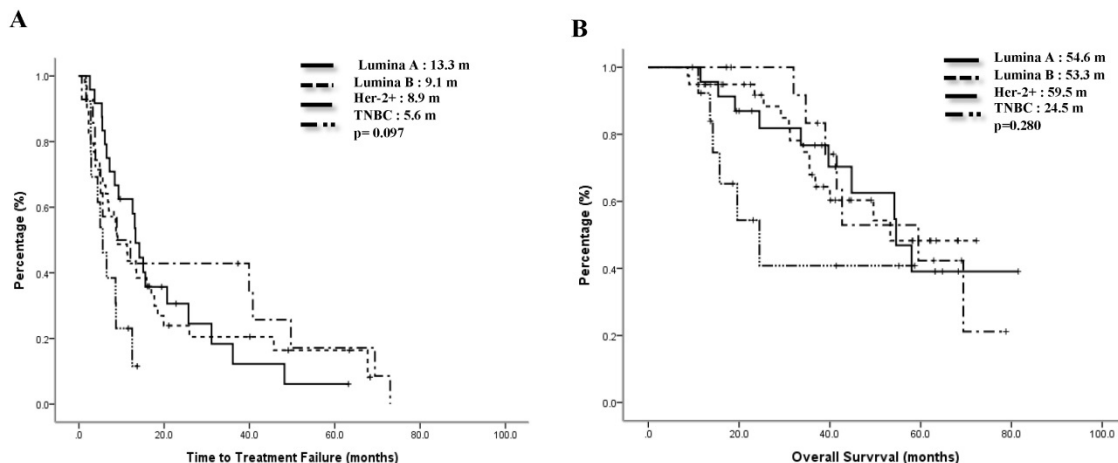 A
Lumina A : 13.3 m
Lumina B : 9.1 m
Her-2+ : 8.9 m
TNBC : 5.6 m
p= 0.097
1.0
0.8
0.6
0.4
0.2
0.0
Percentage (%)
.0 20.0 40.0 60.0 80.0 100.0
Time to Treatment Failure (months)
B
Lumina A : 54.6 m
Lumina B : 53.3 m
Her-2+ : 59.5 m
TNBC : 24.5 m
p=0.280
1.0
0.8
0.6
0.4
0.2
0.0
Percentage (%)
.0 20.0 40.0 60.0 80.0 100.0
Overall Survrval (months)